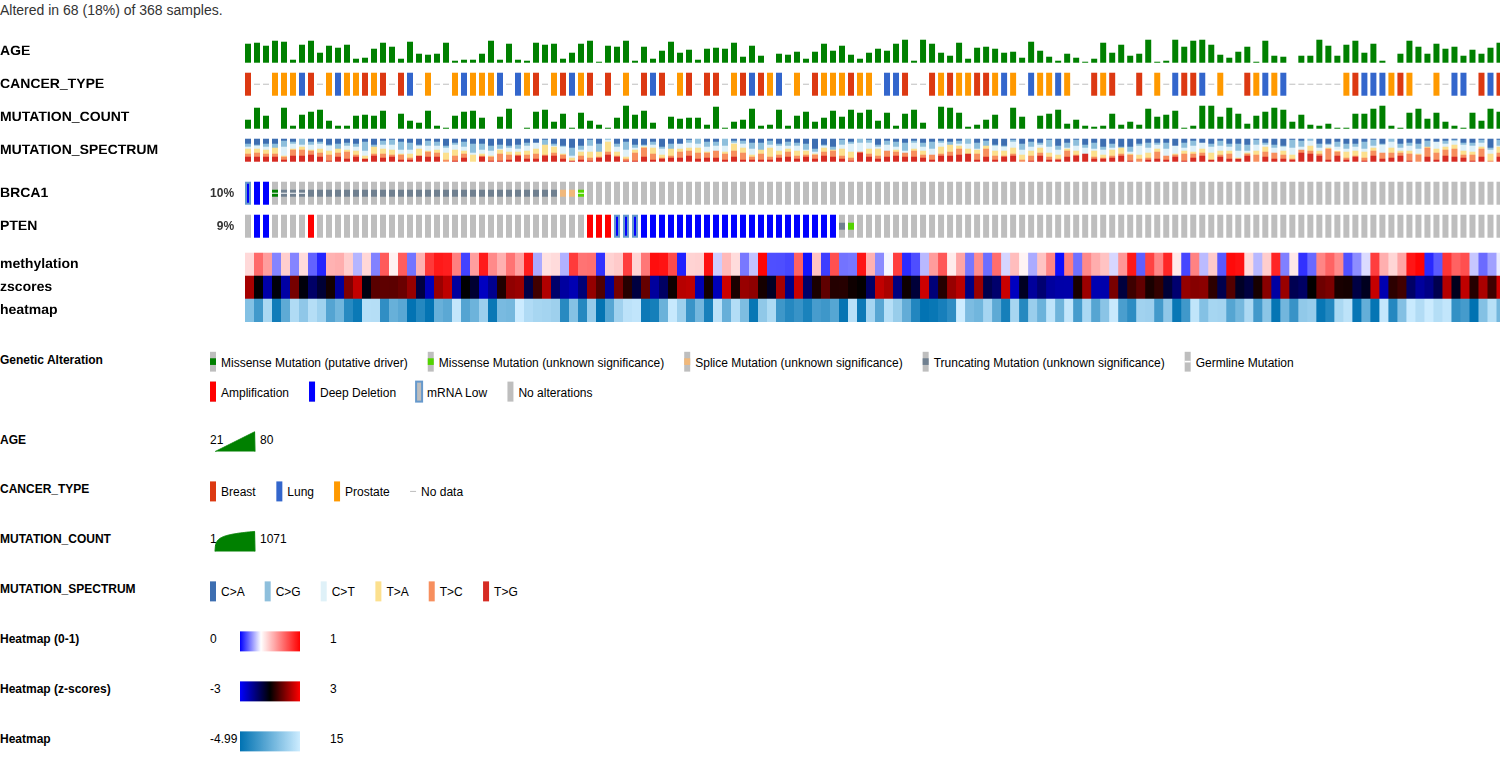 Altered in 68 (18%) of 368 samples.
AGE
CANCER_TYPE
MUTATION_COUNT
MUTATION_SPECTRUM
BRCA1 10%
PTEN 9%
methylation
zscores
heatmap
Genetic Alteration Missense Mutation (putative driver) Missense Mutation (unknown significance) Splice Mutation (unknown significance) Truncating Mutation (unknown significance) Germline Mutation
Amplification Deep Deletion mRNA Low No alterations
AGE 21 80
CANCER_TYPE Breast Lung Prostate No data
MUTATION_COUNT 1 1071
MUTATION_SPECTRUM C>A C>G C>T T>A T>C T>G
Heatmap (0-1) 0 1
Heatmap (z-scores) -3 3
Heatmap -4.99 15